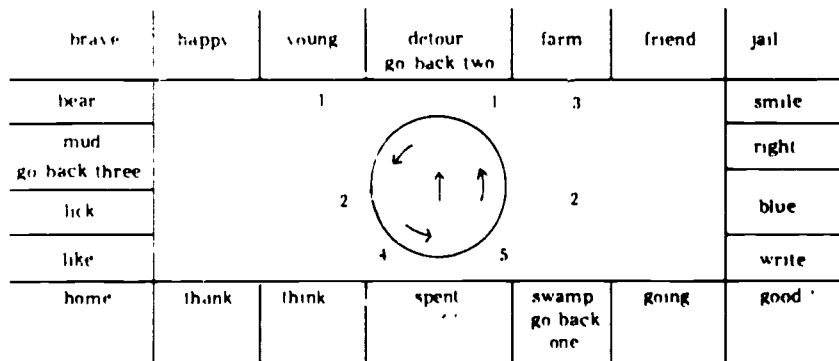 brave happy young detour farm friend jail
go back two
bear 1 1 3 smile
mud right
go back three
2 2
lick blue
like 4 5 write
home thank think spent swamp going good
go back
one